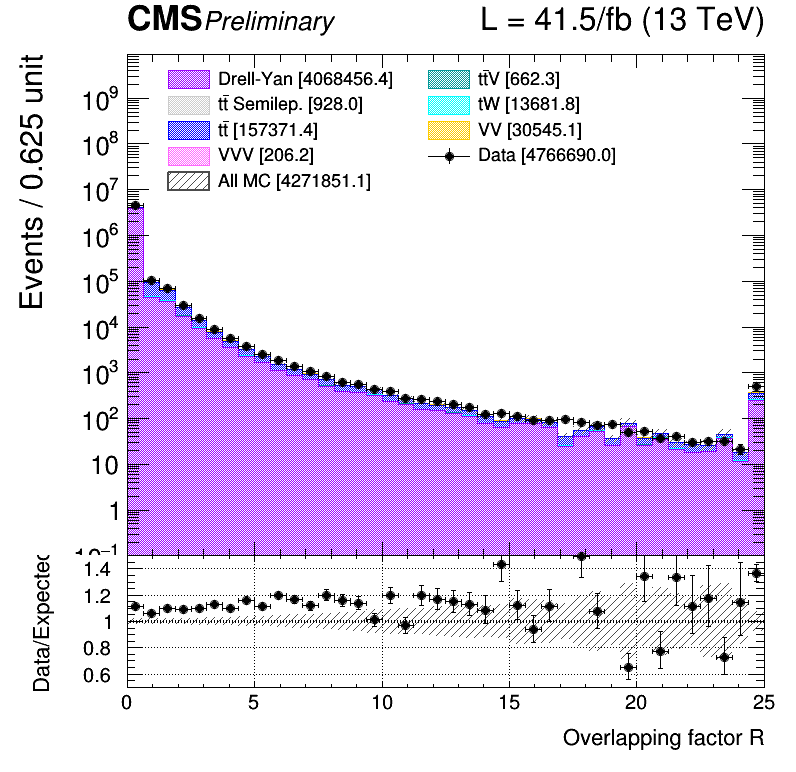 CMS Preliminary L = 41.5/fb (13 TeV)
Drell-Yan [4068456.4] tt̄V [662.3]
tt̄ Semilep. [928.0] tW [13681.8]
tt̄ [157371.4] VV [30545.1]
VVV [206.2] Data [4766690.0]
All MC [4271851.1]
Events / 0.625 unit
10⁹
10⁸
10⁷
10⁶
10⁵
10⁴
10³
10²
10
1
10⁻¹
Data/Expected
1.4
1.2
1
0.8
0.6
0 5 10 15 20 25
Overlapping factor R